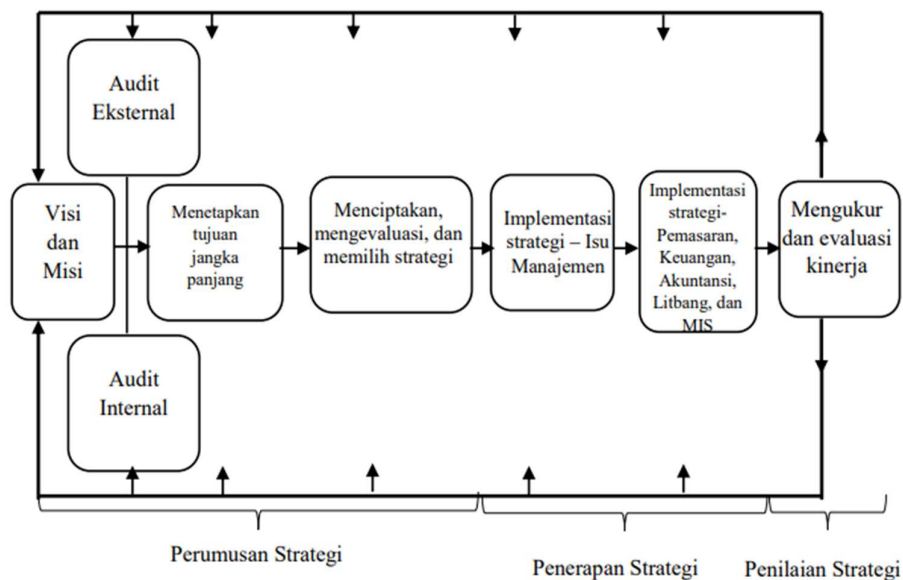 Audit
Eksternal
Visi
dan
Misi
Menetapkan
tujuan
jangka
panjang
Menciptakan,
mengevaluasi, dan
memilih strategi
Implementasi
strategi – Isu
Manajemen
Implementasi
strategi-
Pemasaran,
Keuangan,
Akuntansi,
Litbang, dan
MIS
Mengukur
dan evaluasi
kinerja
Audit
Internal
Perumusan Strategi
Penerapan Strategi
Penilaian Strategi